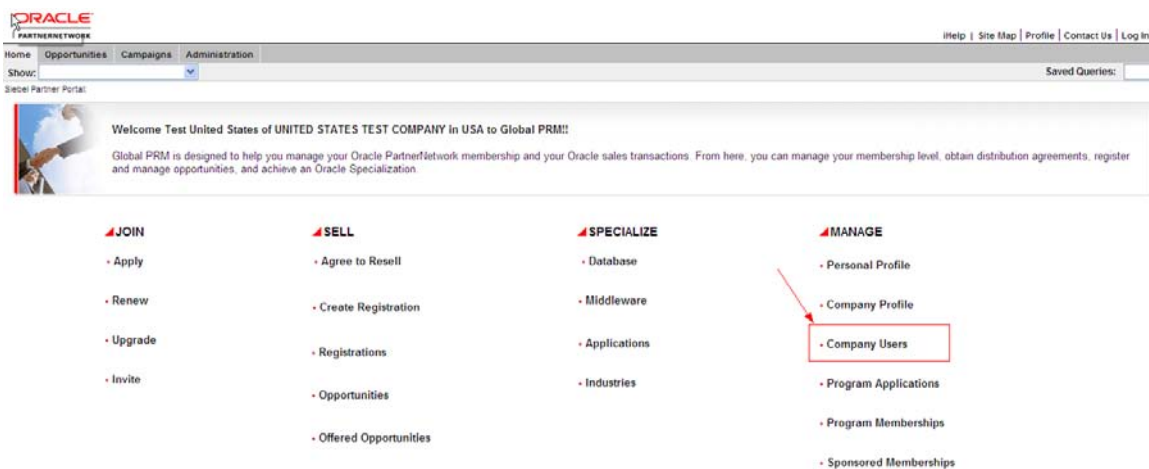 ORACLE
PARTNERNETWORK
iHelp | Site Map | Profile | Contact Us | Log In
Home Opportunities Campaigns Administration
Show:
Saved Queries:
Siebel Partner Portal:
Welcome Test United States of UNITED STATES TEST COMPANY in USA to Global PRM!!
Global PRM is designed to help you manage your Oracle PartnerNetwork membership and your Oracle sales transactions. From here, you can manage your membership level, obtain distribution agreements, register
and manage opportunities, and achieve an Oracle Specialization.
JOIN
Apply
Renew
Upgrade
Invite
SELL
Agree to Resell
Create Registration
Registrations
Opportunities
Offered Opportunities
SPECIALIZE
Database
Middleware
Applications
Industries
MANAGE
Personal Profile
Company Profile
Company Users
Program Applications
Program Memberships
Sponsored Memberships